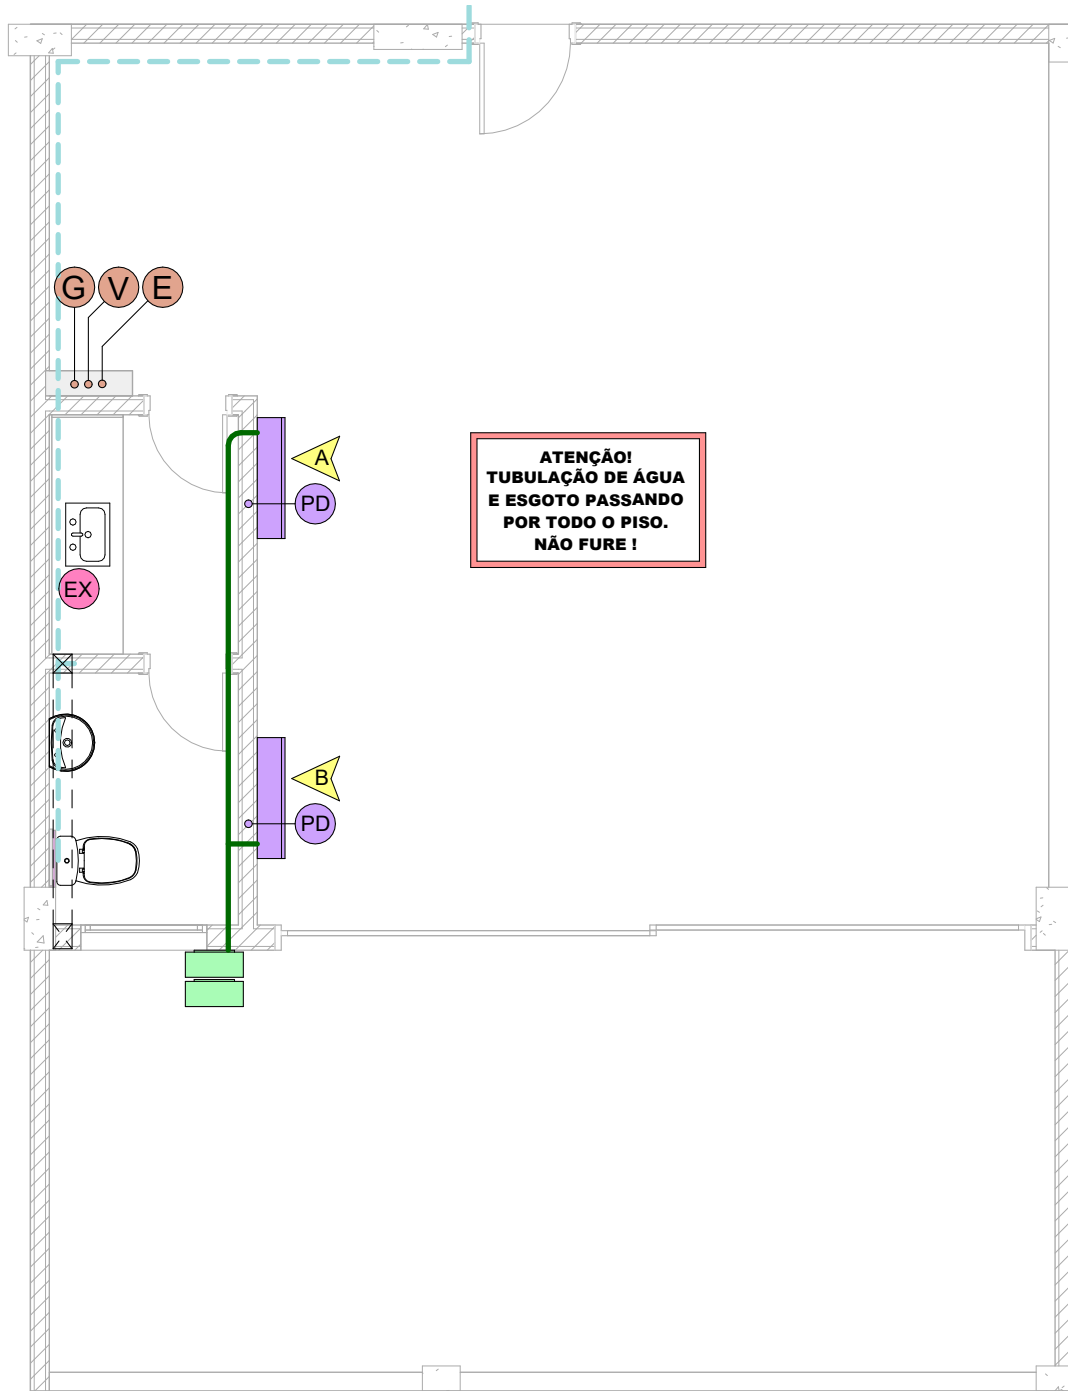 G V E
A
PD
ATENÇÃO!
TUBULAÇÃO DE ÁGUA
E ESGOTO PASSANDO
POR TODO O PISO.
NÃO FURE !
EX
B
PD